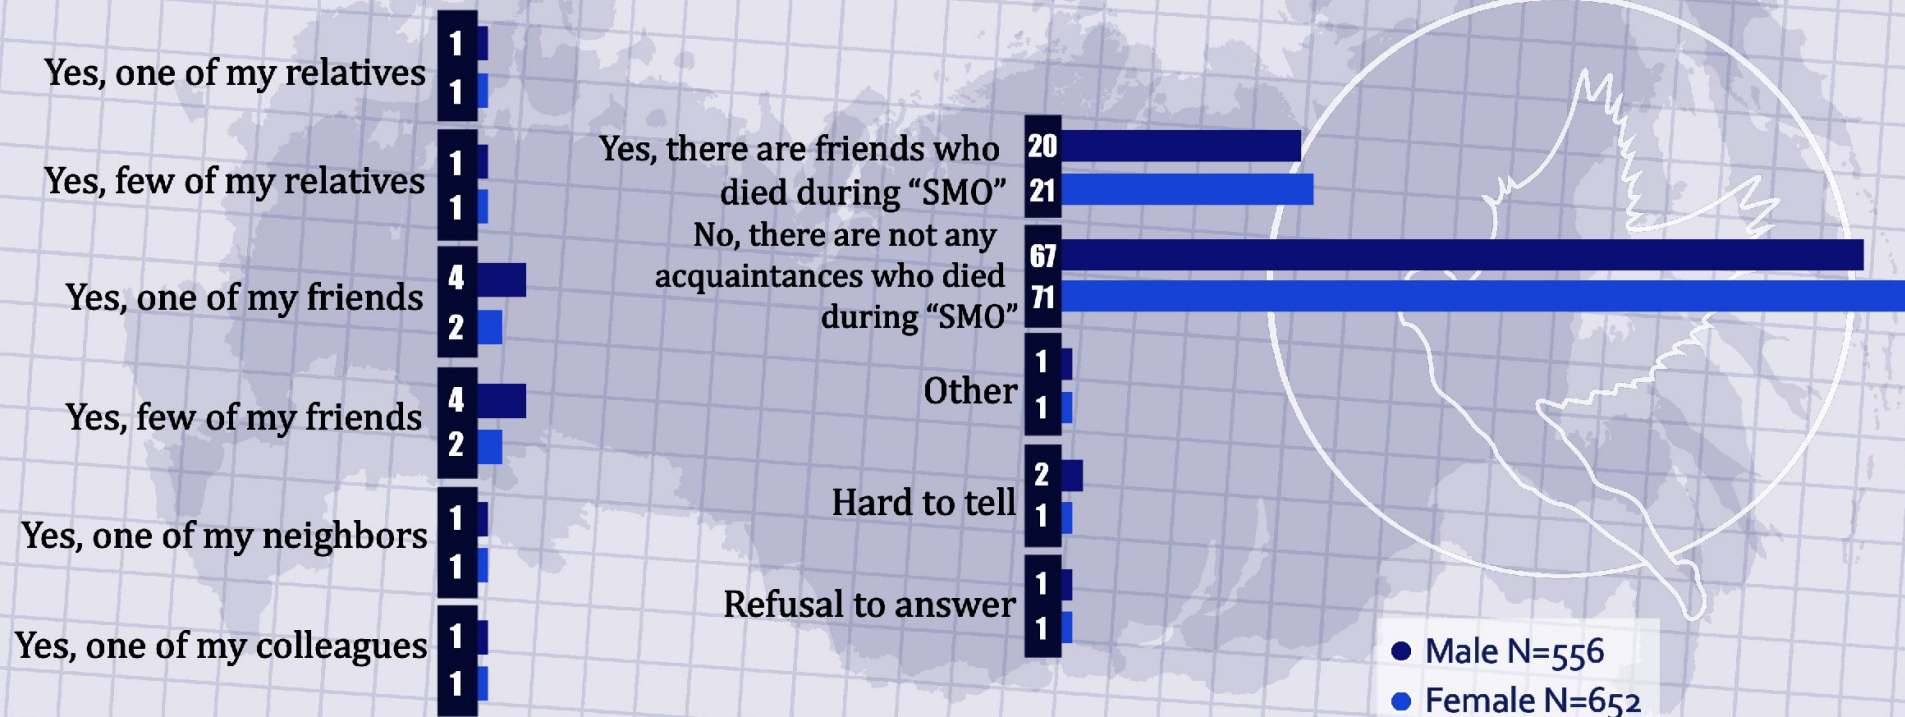 Yes, one of my relatives
1
1
Yes, few of my relatives
1
1
Yes, one of my friends
4
2
Yes, few of my friends
4
2
Yes, one of my neighbors
1
1
Yes, one of my colleagues
1
1
Yes, there are friends who
died during “SMO”
20
21
No, there are not any
acquaintances who died
during “SMO”
67
71
Other
1
1
Hard to tell
2
1
Refusal to answer
1
1
Male N=556
Female N=652